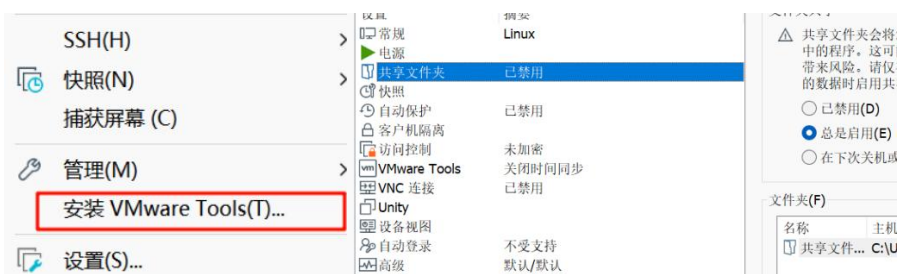 SSH(H)
快照(N)
捕获屏幕 (C)
管理(M)
安装 VMware Tools(T)...
设置(S)...
设置 摘要
常规 Linux
电源
共享文件夹 已禁用
快照
自动保护 已禁用
客户机隔离
访问控制 未加密
VMware Tools 关闭时间同步
VNC 连接 已禁用
Unity
设备视图
自动登录 不受支持
高级 默认/默认
共享文件夹会将
中的程序。这可
带来风险。请仅
的数据时启用共
已禁用(D)
总是启用(E)
在下次关机或
文件夹(F)
名称 主机
共享文件... C:\U